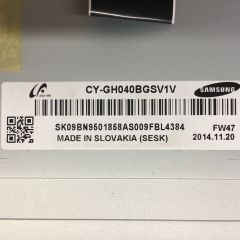 CY-GH040BGSV1V
SAMSUNG
SK09BN9501858AS009FBL4384
FW47
MADE IN SLOVAKIA (SESK)
2014.11.20